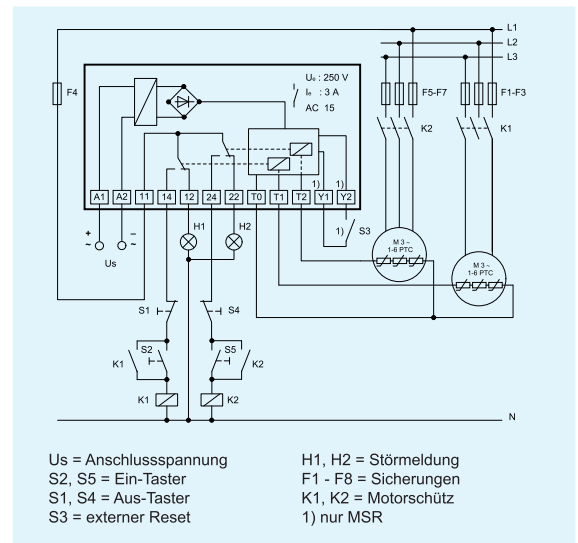 L1
L2
L3
F4
Uₑ : 250 V
Iₑ : 3 A
AC 15
F5-F7
F1-F3
K2
K1
1) 1)
A1 A2 11 14 12 24 22 T0 T1 T2 Y1 Y2
+ −
~ ~
Us
H1 H2
1) S3
M 3 ~
1-6 PTC
M 3 ~
1-6 PTC
S1 S4
K1 S2 S5 K2
K1 K2
N
Us = Anschlussspannung
S2, S5 = Ein-Taster
S1, S4 = Aus-Taster
S3 = externer Reset
H1, H2 = Störmeldung
F1 - F8 = Sicherungen
K1, K2 = Motorschütz
1) nur MSR